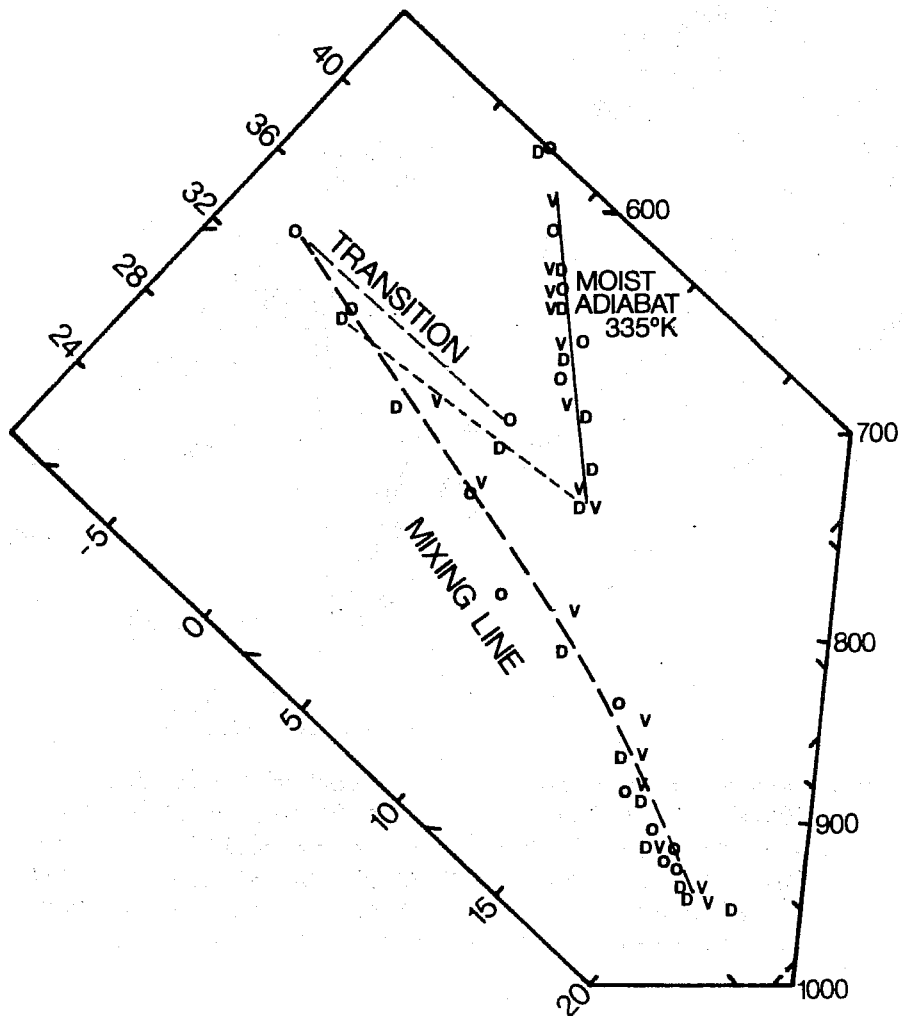 40
36
32
28
24
-5
0
5
10
15
20
600
700
800
900
1000
TRANSITION
MOIST
ADIABAT
335°K
MIXING LINE
D O
V
O
V D
V O
V D
V O
D
O
V D
D
V
D V
O
O
D
D V
O
D
V
O
O
V
D
O
V
D V
V
O D
O
D V O
O O
D V
D V
D